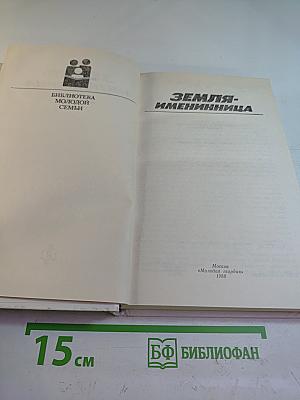 БИБЛИОТЕКА
МОЛОДОЙ
СЕМЬИ
ЗЕМЛЯ-
ИМЕНИННИЦА
Москва
«Молодая гвардия»
1988
15 см
БФ БИБЛИОФАН